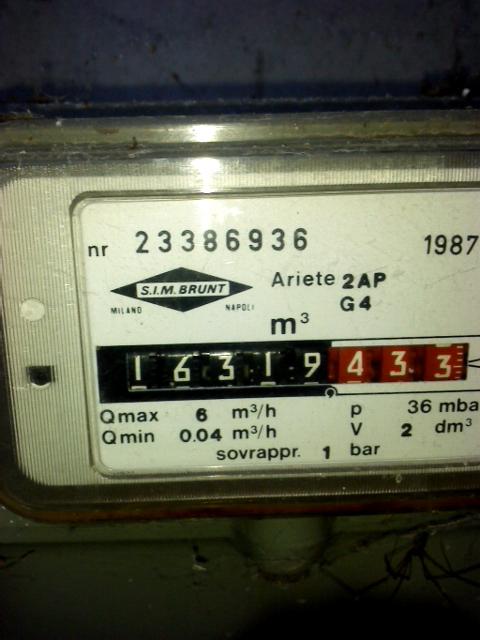 nr 23386936 1987
S.I.M. BRUNT
MILANO NAPOLI
Ariete 2AP
G4
m³
16319433
Qmax 6 m³/h p 36 mba
Qmin 0.04 m³/h V 2 dm³
sovrappr. 1 bar